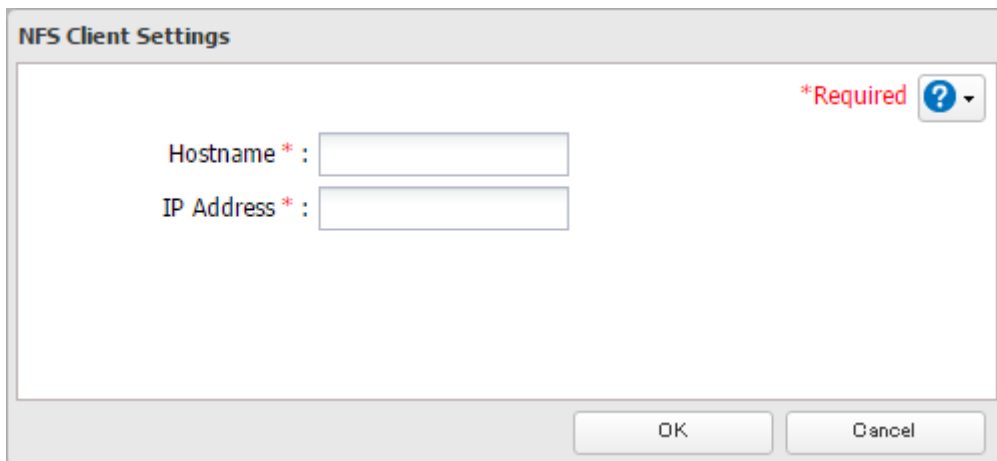 NFS Client Settings
*Required ?
Hostname * :
IP Address * :
OK Cancel